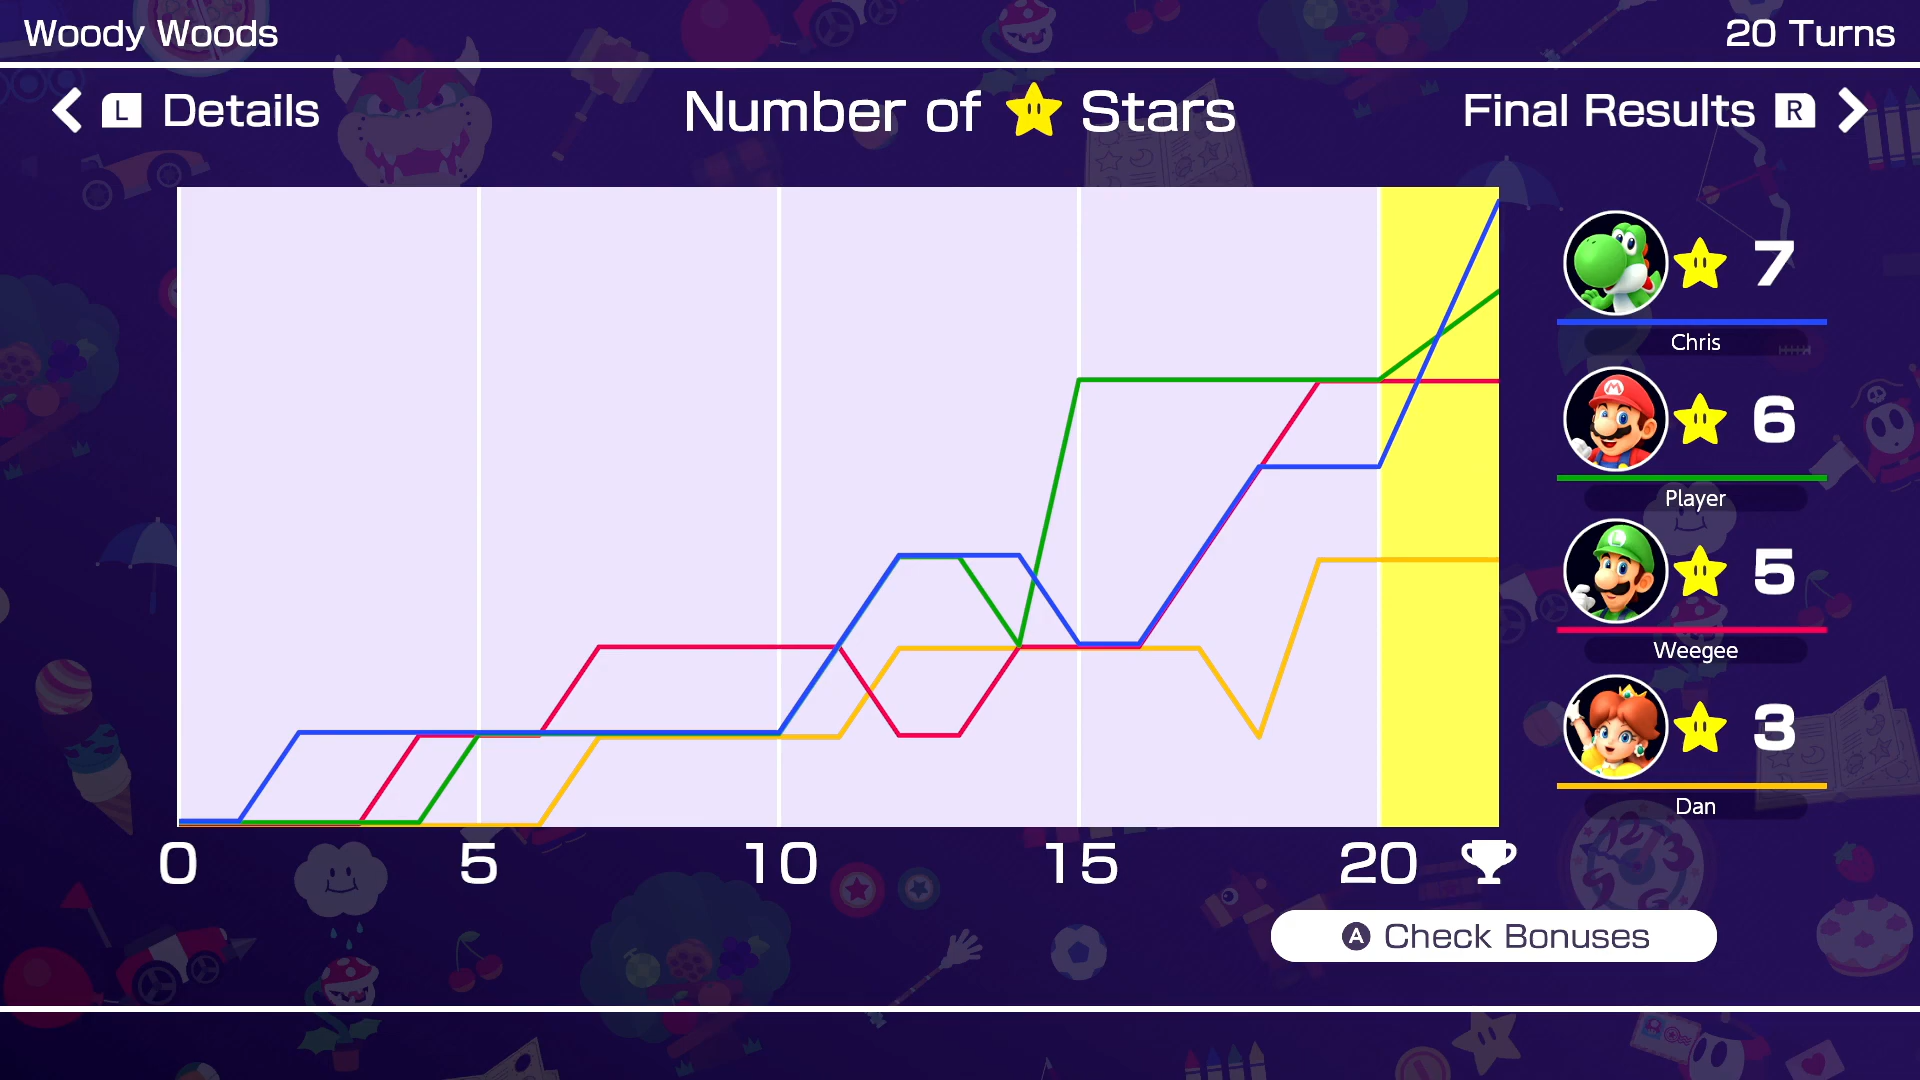 Woody Woods
20 Turns
L Details
Number of Stars
Final Results R
7
Chris
6
Player
5
Weegee
3
Dan
0 5 10 15 20
A Check Bonuses